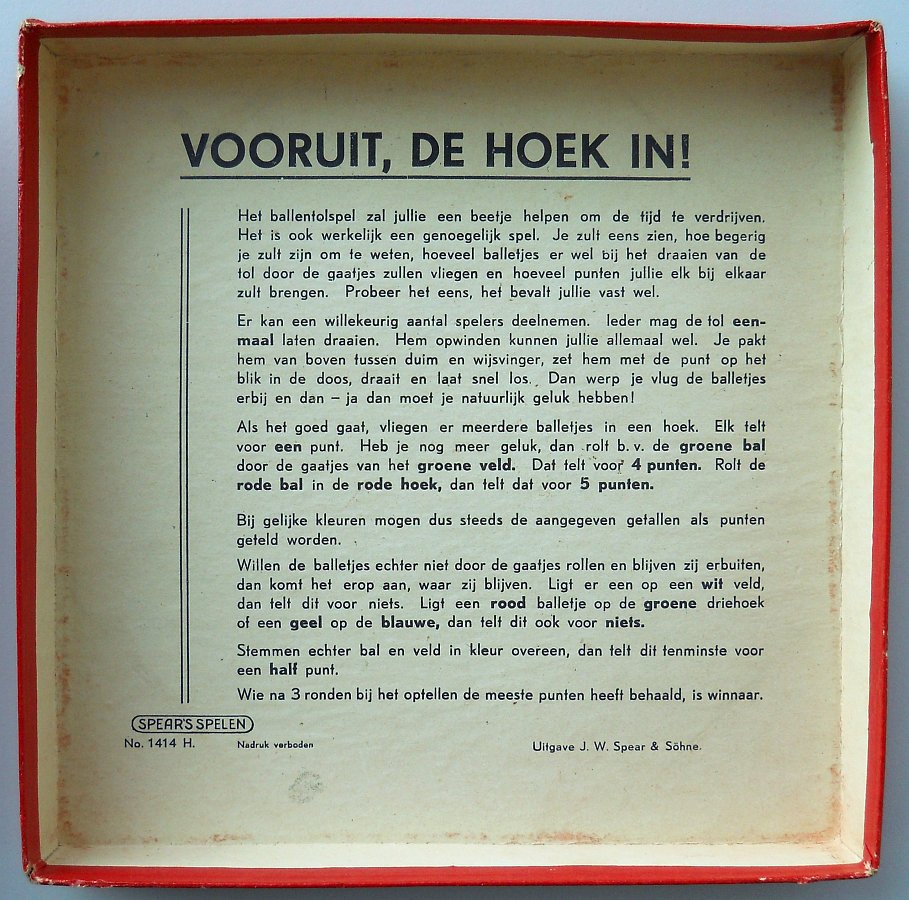 VOORUIT, DE HOEK IN!
Het ballentolspel zal jullie een beetje helpen om de tijd te verdrijven.
Het is ook werkelijk een genoegelijk spel. Je zult eens zien, hoe begerig
je zult zijn om te weten, hoeveel balletjes er wel bij het draaien van de
tol door de gaatjes zullen vliegen en hoeveel punten jullie elk bij elkaar
zult brengen. Probeer het eens, het bevalt jullie vast wel.
Er kan een willekeurig aantal spelers deelnemen. Ieder mag de tol een-
maal laten draaien. Hem opwinden kunnen jullie allemaal wel. Je pakt
hem van boven tussen duim en wijsvinger, zet hem met de punt op het
blik in de doos, draait en laat snel los. Dan werp je vlug de balletjes
erbij en dan – ja dan moet je natuurlijk geluk hebben!
Als het goed gaat, vliegen er meerdere balletjes in een hoek. Elk telt
voor een punt. Heb je nog meer geluk, dan rolt b. v. de groene bal
door de gaatjes van het groene veld. Dat telt voor 4 punten. Rolt de
rode bal in de rode hoek, dan telt dat voor 5 punten.
Bij gelijke kleuren mogen dus steeds de aangegeven getallen als punten
geteld worden.
Willen de balletjes echter niet door de gaatjes rollen en blijven zij erbuiten,
dan komt het erop aan, waar zij blijven. Ligt er een op een wit veld,
dan telt dit voor niets. Ligt een rood balletje op de groene driehoek
of een geel op de blauwe, dan telt dit ook voor niets.
Stemmen echter bal en veld in kleur overeen, dan telt dit tenminste voor
een half punt.
Wie na 3 ronden bij het optellen de meeste punten heeft behaald, is winnaar.
SPEAR'S SPELEN
No. 1414 H. Nadruk verboden Uitgave J. W. Spear & Söhne.